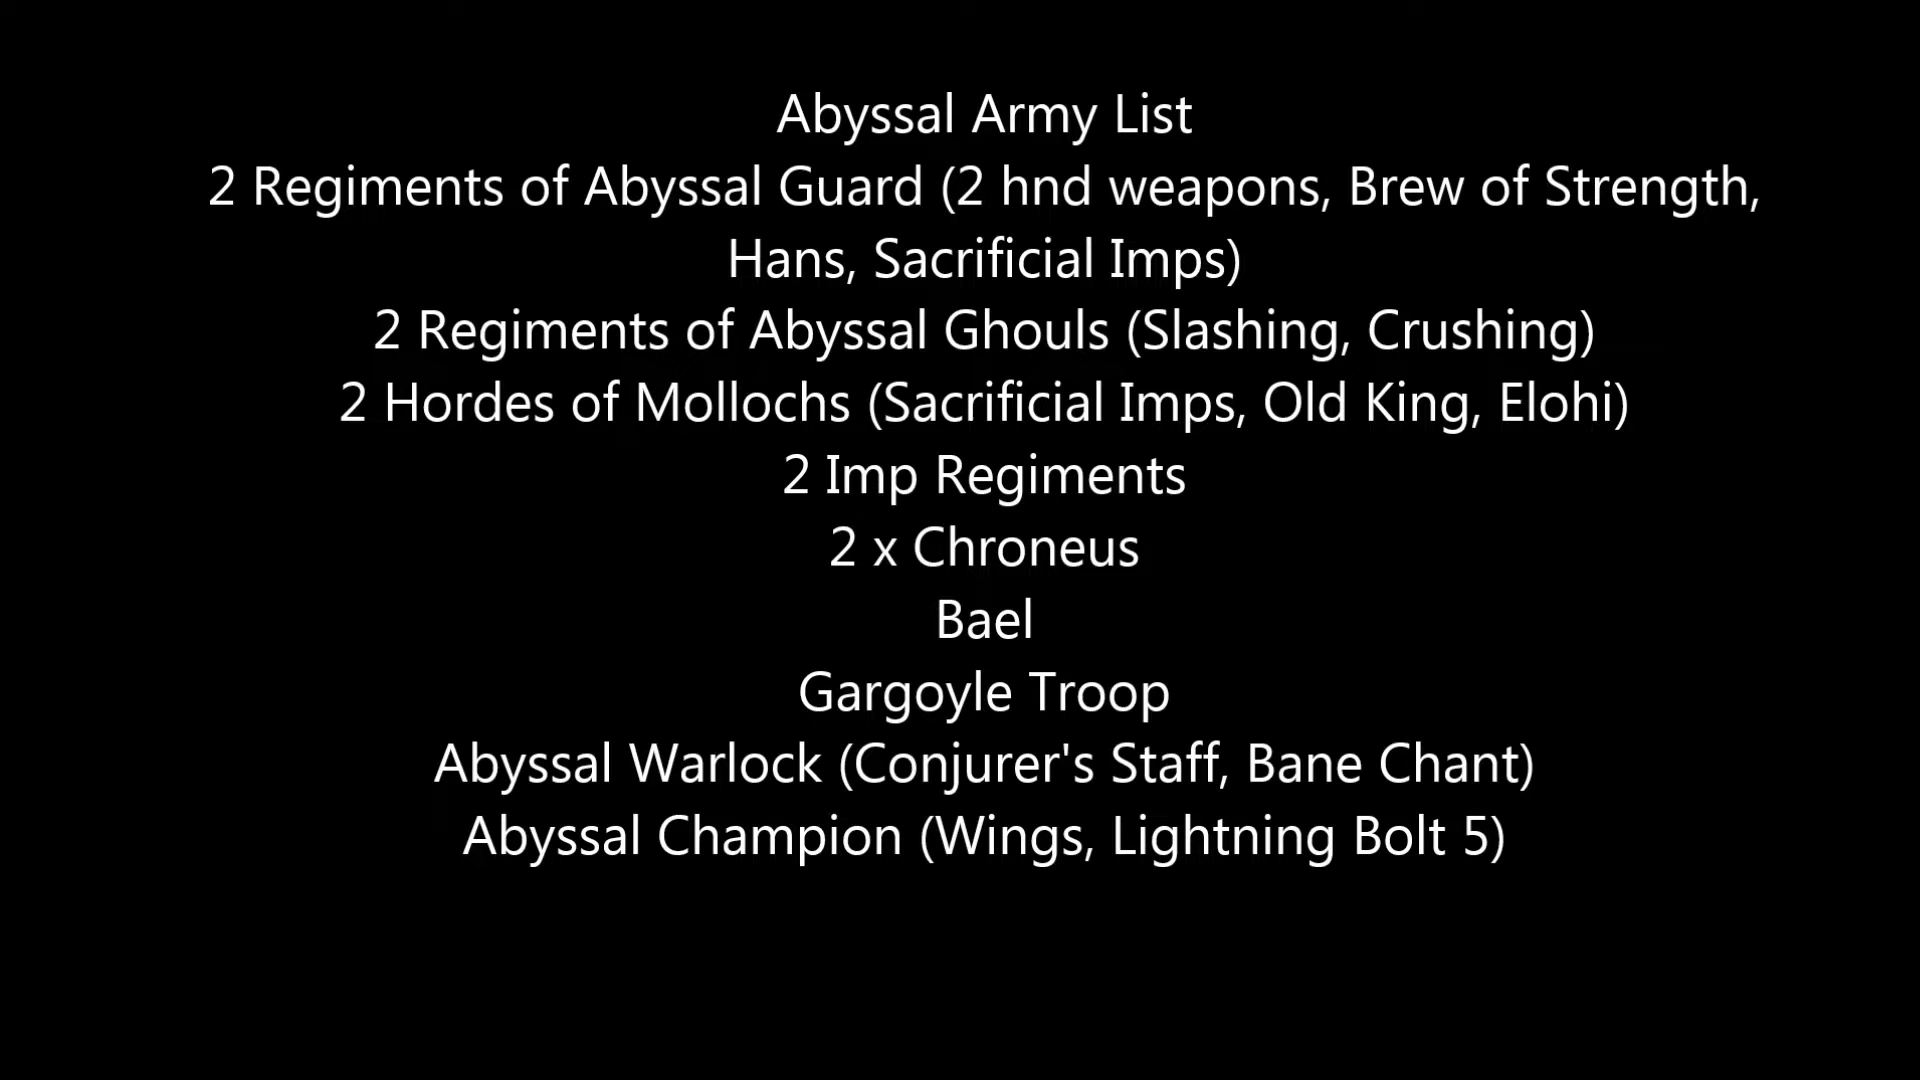 Abyssal Army List
2 Regiments of Abyssal Guard (2 hnd weapons, Brew of Strength,
Hans, Sacrificial Imps)
2 Regiments of Abyssal Ghouls (Slashing, Crushing)
2 Hordes of Mollochs (Sacrificial Imps, Old King, Elohi)
2 Imp Regiments
2 x Chroneus
Bael
Gargoyle Troop
Abyssal Warlock (Conjurer's Staff, Bane Chant)
Abyssal Champion (Wings, Lightning Bolt 5)